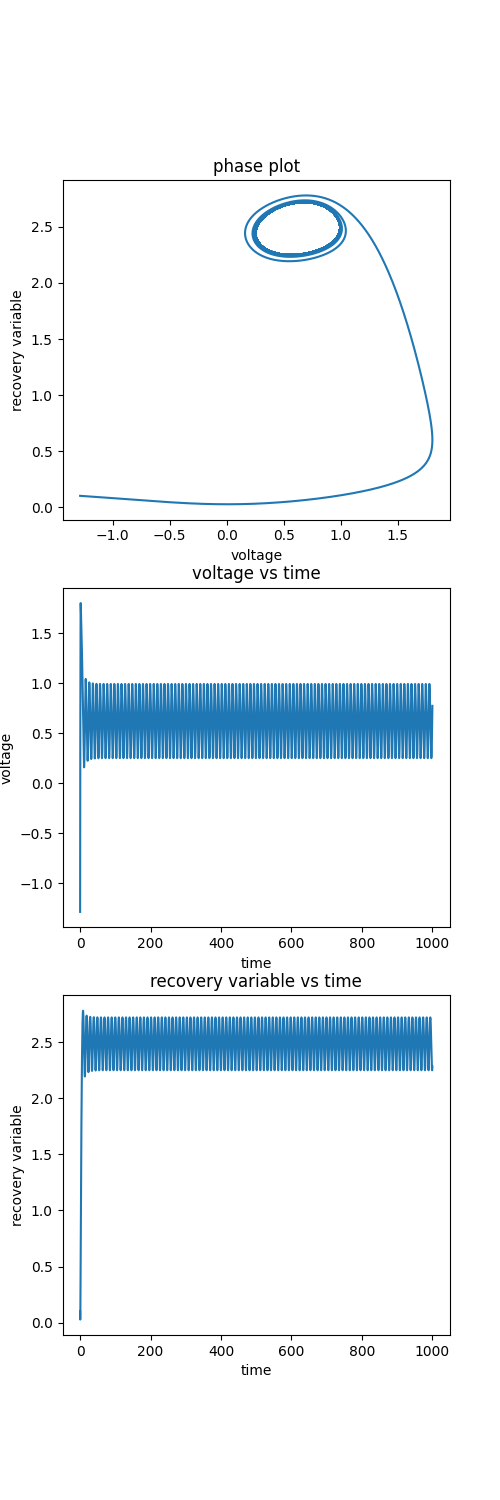 phase plot
2.5
2.0
1.5
1.0
0.5
0.0
recovery variable
−1.0 −0.5 0.0 0.5 1.0 1.5
voltage
voltage vs time
1.5
1.0
0.5
0.0
−0.5
−1.0
voltage
0 200 400 600 800 1000
time
recovery variable vs time
2.5
2.0
1.5
1.0
0.5
0.0
recovery variable
0 200 400 600 800 1000
time